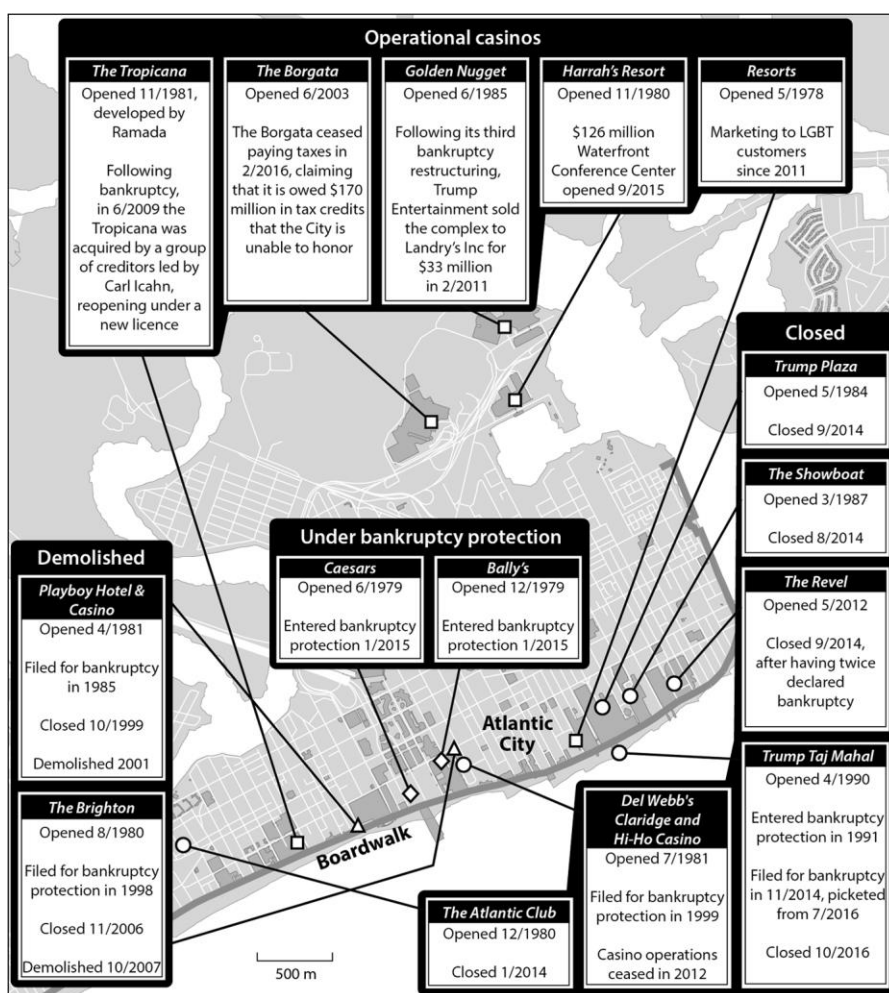 Operational casinos
The Tropicana
Opened 11/1981,
developed by
Ramada
Following
bankruptcy,
in 6/2009 the
Tropicana was
acquired by a group
of creditors led by
Carl Icahn,
reopening under a
new licence
The Borgata
Opened 6/2003
The Borgata ceased
paying taxes in
2/2016, claiming
that it is owed $170
million in tax credits
that the City is
unable to honor
Golden Nugget
Opened 6/1985
Following its third
bankruptcy
restructuring,
Trump
Entertainment sold
the complex to
Landry's Inc for
$33 million
in 2/2011
Harrah's Resort
Opened 11/1980
$126 million
Waterfront
Conference Center
opened 9/2015
Resorts
Opened 5/1978
Marketing to LGBT
customers
since 2011
Closed
Trump Plaza
Opened 5/1984
Closed 9/2014
The Showboat
Opened 3/1987
Closed 8/2014
The Revel
Opened 5/2012
Closed 9/2014,
after having twice
declared
bankruptcy
Trump Taj Mahal
Opened 4/1990
Entered bankruptcy
protection in 1991
Filed for bankruptcy
in 11/2014, picketed
from 7/2016
Closed 10/2016
Del Webb's
Claridge and
Hi-Ho Casino
Opened 7/1981
Filed for bankruptcy
protection in 1999
Casino operations
ceased in 2012
The Atlantic Club
Opened 12/1980
Closed 1/2014
Under bankruptcy protection
Caesars
Opened 6/1979
Entered bankruptcy
protection 1/2015
Bally's
Opened 12/1979
Entered bankruptcy
protection 1/2015
Demolished
Playboy Hotel &
Casino
Opened 4/1981
Filed for bankruptcy
in 1985
Closed 10/1999
Demolished 2001
The Brighton
Opened 8/1980
Filed for bankruptcy
protection in 1998
Closed 11/2006
Demolished 10/2007
Atlantic
City
Boardwalk
500 m